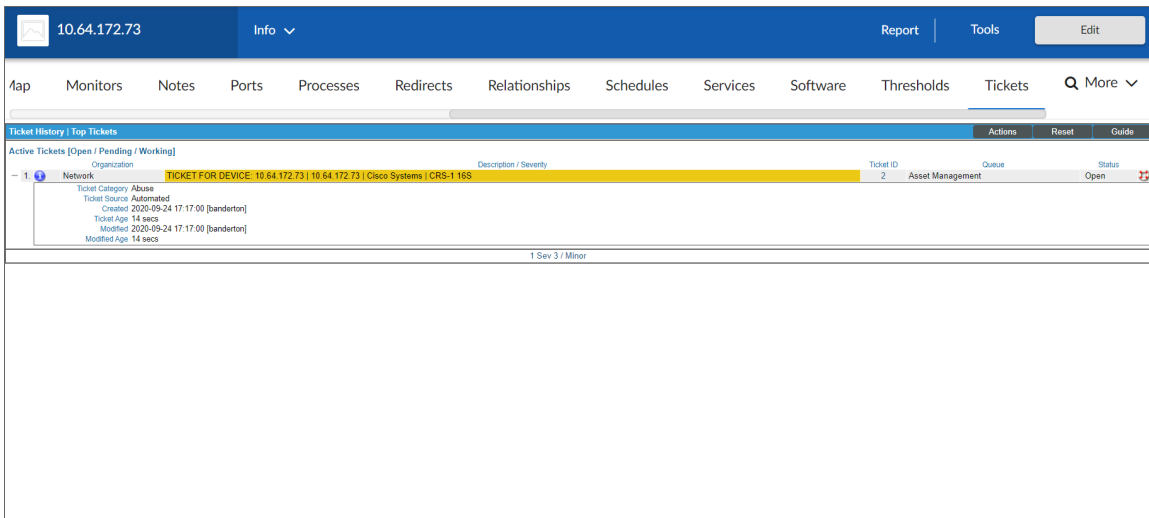 10.64.172.73 Info Report Tools Edit
Map Monitors Notes Ports Processes Redirects Relationships Schedules Services Software Thresholds Tickets More
Ticket History | Top Tickets Actions Reset Guide
Active Tickets [Open / Pending / Working]
Organization Description / Severity Ticket ID Queue Status
1. Network TICKET FOR DEVICE: 10.64.172.73 | 10.64.172.73 | Cisco Systems | CRS-1 16S 2 Asset Management Open
Ticket Category Abuse
Ticket Source Automated
Created 2020-09-24 17:17:00 [banderton]
Ticket Age 14 secs
Modified 2020-09-24 17:17:00 [banderton]
Modified Age 14 secs
1 Sev 3 / Minor